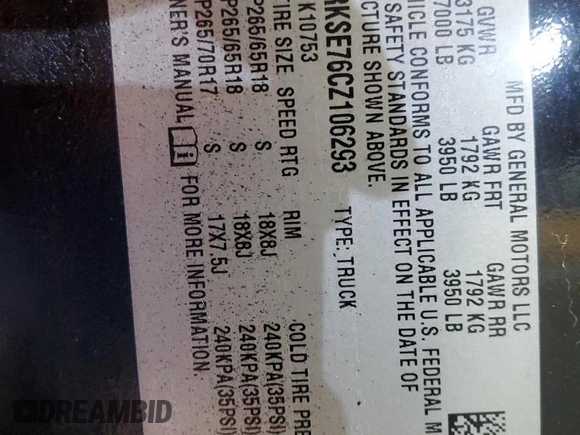 MFD BY GENERAL MOTORS LLC
GVWR GAWR FRT GAWR RR
3175 KG 1792 KG 1792 KG
7000 LB 3950 LB 3950 LB
HICLE CONFORMS TO ALL APPLICABLE U.S. FEDERAL M
SAFETY STANDARDS IN EFFECT ON THE DATE OF
CTURE SHOWN ABOVE.
RKSE76CZ106293 TYPE: TRUCK
K10753
TIRE SIZE SPEED RTG RIM COLD TIRE PRE
P265/65R18 S 18X8J 240KPA(35PSI)
P265/65R18 S 18X8J 240KPA(35PSI)
P265/70R17 S 17X7.5J 240KPA(35PSI)
NER'S MANUAL i FOR MORE INFORMATION
DREAMBID